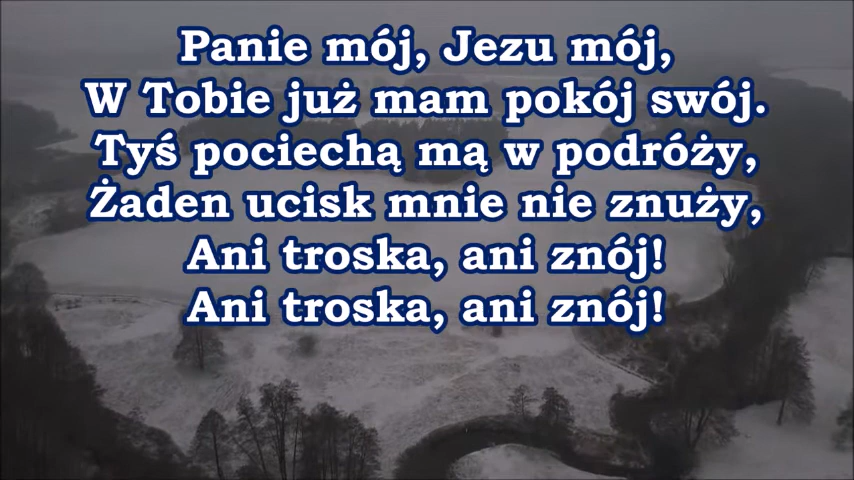 Panie mój, Jezu mój,
W Tobie już mam pokój swój.
Tyś pociechą mą w podróży,
Żaden ucisk mnie nie znuży,
Ani troska, ani znój!
Ani troska, ani znój!